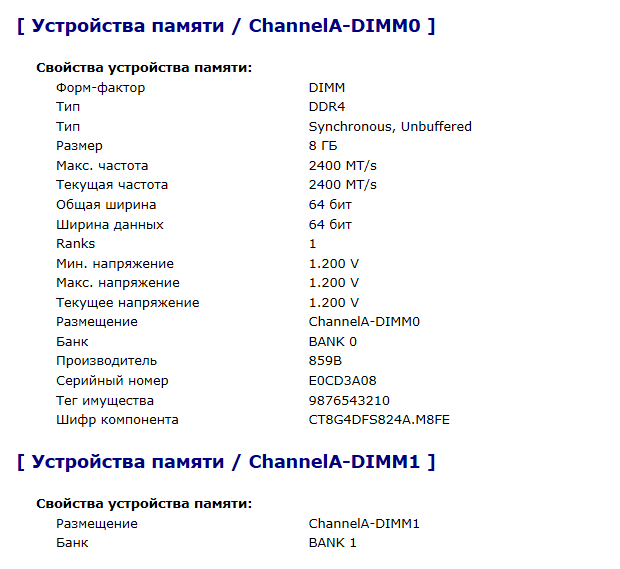 [ Устройства памяти / ChannelA-DIMM0 ]
Свойства устройства памяти:
Форм-фактор DIMM
Тип DDR4
Тип Synchronous, Unbuffered
Размер 8 ГБ
Макс. частота 2400 MT/s
Текущая частота 2400 MT/s
Общая ширина 64 бит
Ширина данных 64 бит
Ranks 1
Мин. напряжение 1.200 V
Макс. напряжение 1.200 V
Текущее напряжение 1.200 V
Размещение ChannelA-DIMM0
Банк BANK 0
Производитель 859B
Серийный номер E0CD3A08
Тег имущества 9876543210
Шифр компонента CT8G4DFS824A.M8FE
[ Устройства памяти / ChannelA-DIMM1 ]
Свойства устройства памяти:
Размещение ChannelA-DIMM1
Банк BANK 1